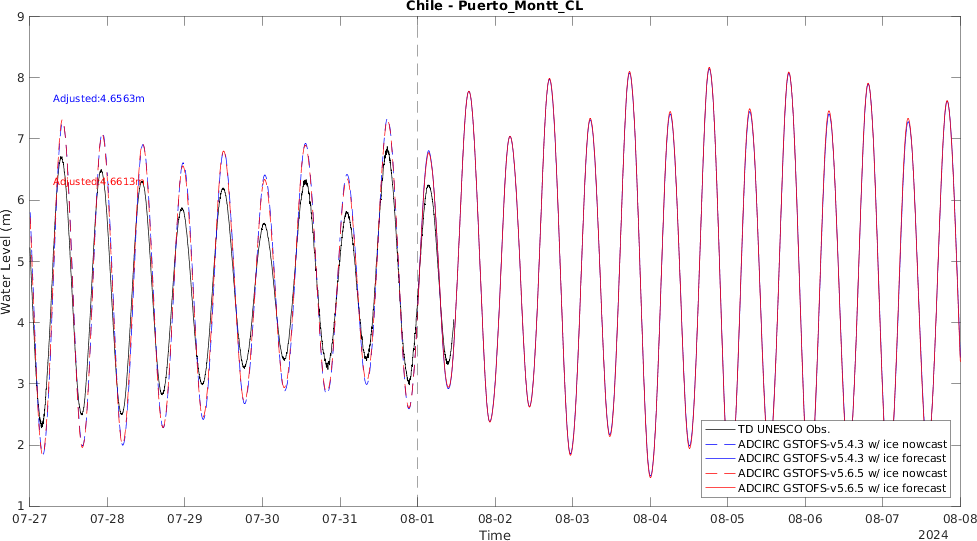 Chile - Puerto_Montt_CL
9
8
7
6
5
4
3
2
1
Water Level (m)
Adjusted:4.6563m
Adjusted:4.6613m
TD UNESCO Obs.
ADCIRC GSTOFS-v5.4.3 w/ ice nowcast
ADCIRC GSTOFS-v5.4.3 w/ ice forecast
ADCIRC GSTOFS-v5.6.5 w/ ice nowcast
ADCIRC GSTOFS-v5.6.5 w/ ice forecast
07-27 07-28 07-29 07-30 07-31 08-01 08-02 08-03 08-04 08-05 08-06 08-07 08-08
Time
2024